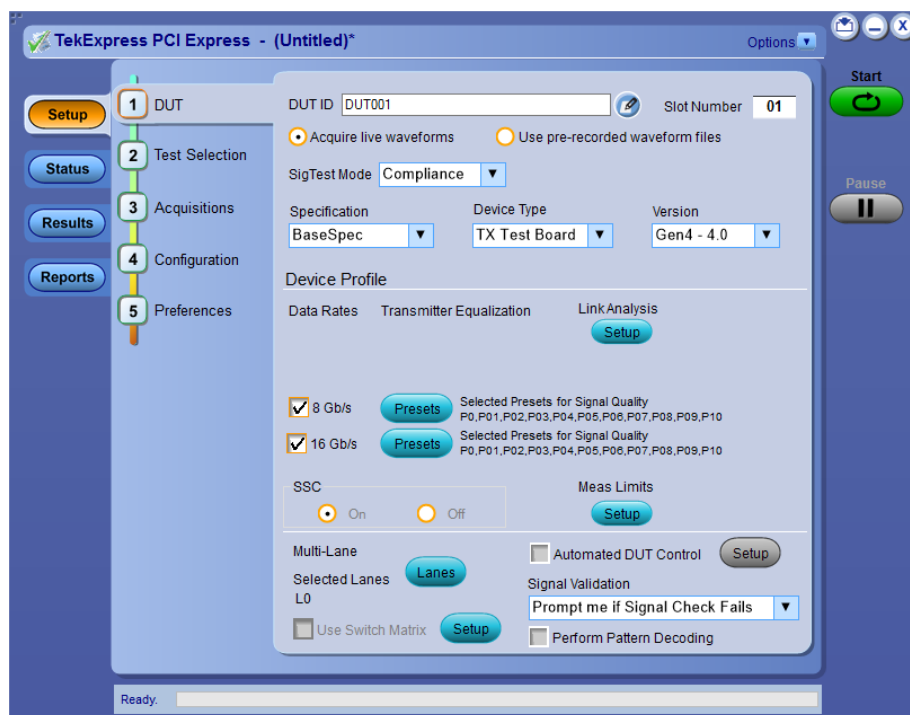 TekExpress PCI Express - (Untitled)*
Options
Start
Pause
Setup
Status
Results
Reports
1 DUT
2 Test Selection
3 Acquisitions
4 Configuration
5 Preferences
DUT ID DUT001
Slot Number 01
Acquire live waveforms
Use pre-recorded waveform files
SigTest Mode Compliance
Specification
Device Type
Version
BaseSpec
TX Test Board
Gen4 - 4.0
Device Profile
Data Rates
Transmitter Equalization
Link Analysis
Setup
8 Gb/s
Presets
Selected Presets for Signal Quality
P0,P01,P02,P03,P04,P05,P06,P07,P08,P09,P10
16 Gb/s
Presets
Selected Presets for Signal Quality
P0,P01,P02,P03,P04,P05,P06,P07,P08,P09,P10
SSC
On
Off
Meas Limits
Setup
Multi-Lane
Selected Lanes
Lanes
L0
Use Switch Matrix
Setup
Automated DUT Control
Setup
Signal Validation
Prompt me if Signal Check Fails
Perform Pattern Decoding
Ready.